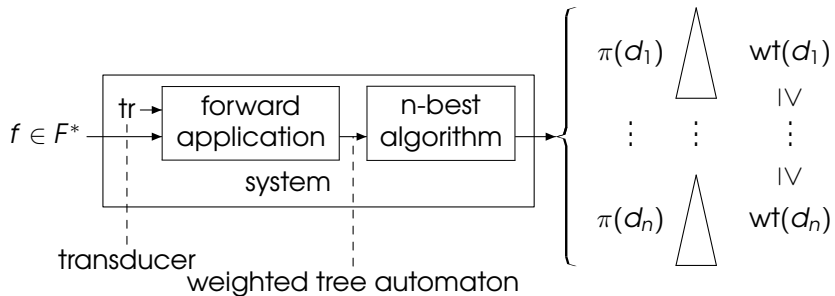 π(d₁) wt(d₁)
≥
tr forward application n-best algorithm
f ∈ F*
⋮ ⋮ ⋮
system
≥
π(dₙ) wt(dₙ)
transducer
weighted tree automaton